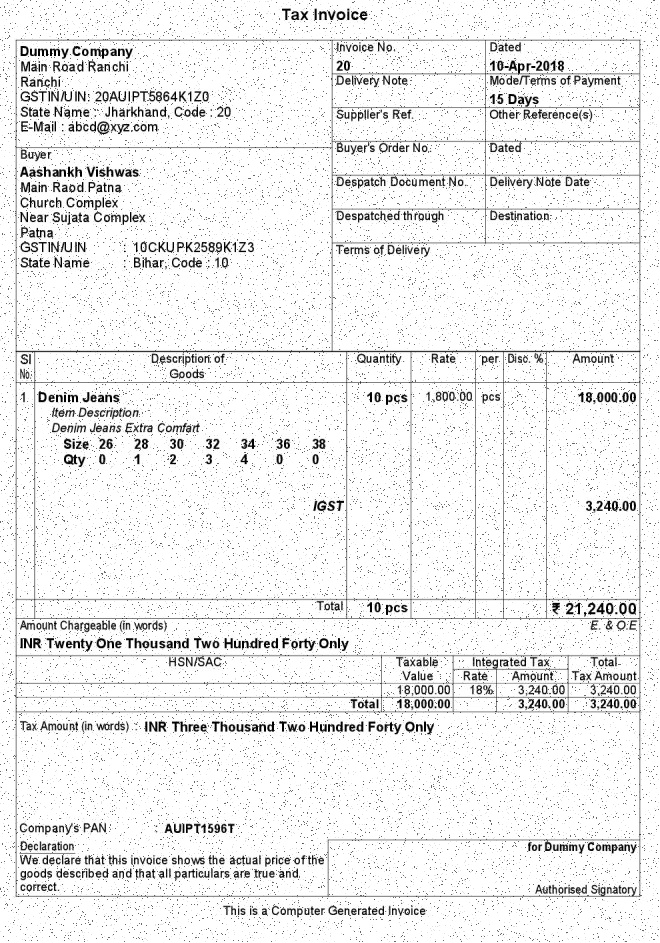 Tax Invoice
Dummy Company
Main Road Ranchi
Ranchi
GSTIN/UIN: 20AUIPT5864K1Z0
State Name : Jharkhand, Code : 20
E-Mail : abcd@xyz.com
Invoice No.
20
Dated
10-Apr-2018
Delivery Note
Mode/Terms of Payment
15 Days
Supplier's Ref.
Other Reference(s)
Buyer
Aashankh Vishwas
Main Raod Patna
Church Complex
Near Sujata Complex
Patna
GSTIN/UIN : 10CKUPK2589K1Z3
State Name : Bihar, Code : 10
Buyer's Order No.
Dated
Despatch Document No.
Delivery Note Date
Despatched through
Destination
Terms of Delivery
Sl No. Description of Goods Quantity Rate per Disc. % Amount
1 Denim Jeans 10 pcs 1,800.00 pcs 18,000.00
Item Description
Denim Jeans Extra Comfart
Size 26 28 30 32 34 36 38
Qty 0 1 2 3 4 0 0
IGST 3,240.00
Total 10 pcs ₹ 21,240.00
Amount Chargeable (in words) E. & O.E
INR Twenty One Thousand Two Hundred Forty Only
HSN/SAC Taxable Value Integrated Tax Rate Amount Total Tax Amount
18,000.00 18% 3,240.00 3,240.00
Total 18,000.00 3,240.00 3,240.00
Tax Amount (in words) : INR Three Thousand Two Hundred Forty Only
Company's PAN : AUIPT1596T
Declaration
We declare that this invoice shows the actual price of the
goods described and that all particulars are true and
correct.
for Dummy Company
Authorised Signatory
This is a Computer Generated Invoice